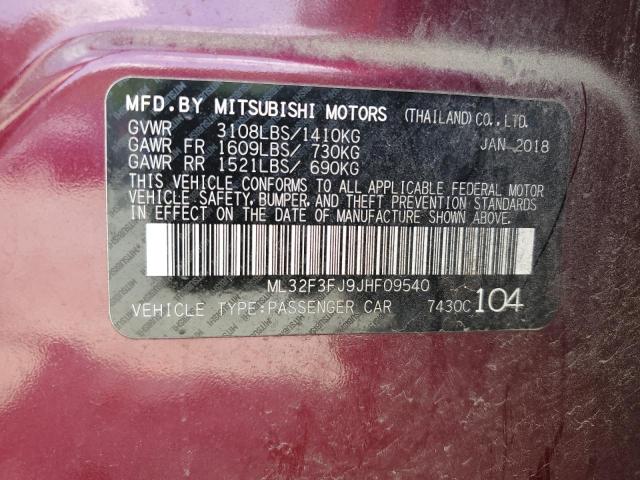 MFD.BY MITSUBISHI MOTORS (THAILAND)CO.,LTD.
GVWR 3108LBS/1410KG JAN 2018
GAWR FR 1609LBS/ 730KG
GAWR RR 1521LBS/ 690KG
THIS VEHICLE CONFORMS TO ALL APPLICABLE FEDERAL MOTOR
VEHICLE SAFETY, BUMPER, AND THEFT PREVENTION STANDARDS
IN EFFECT ON THE DATE OF MANUFACTURE SHOWN ABOVE.
ML32F3FJ9JHF09540
VEHICLE TYPE:PASSENGER CAR 7430C 104